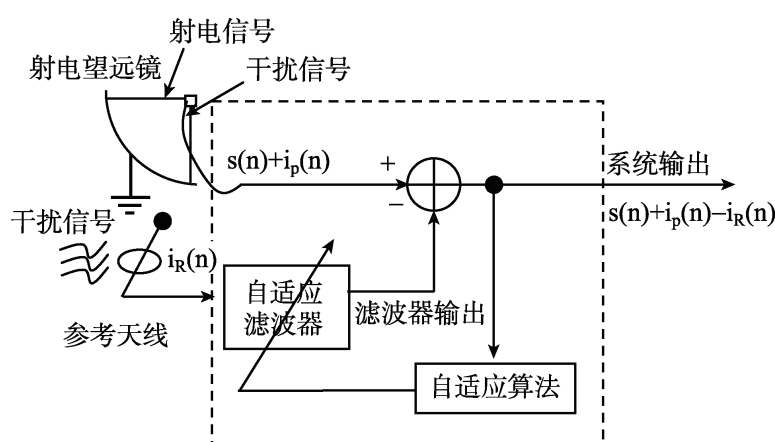 射电信号
射电望远镜
干扰信号
s(n)+iₚ(n)
+
−
系统输出
s(n)+iₚ(n)−i_R(n)
干扰信号
i_R(n)
自适应
滤波器
滤波器输出
参考天线
自适应算法